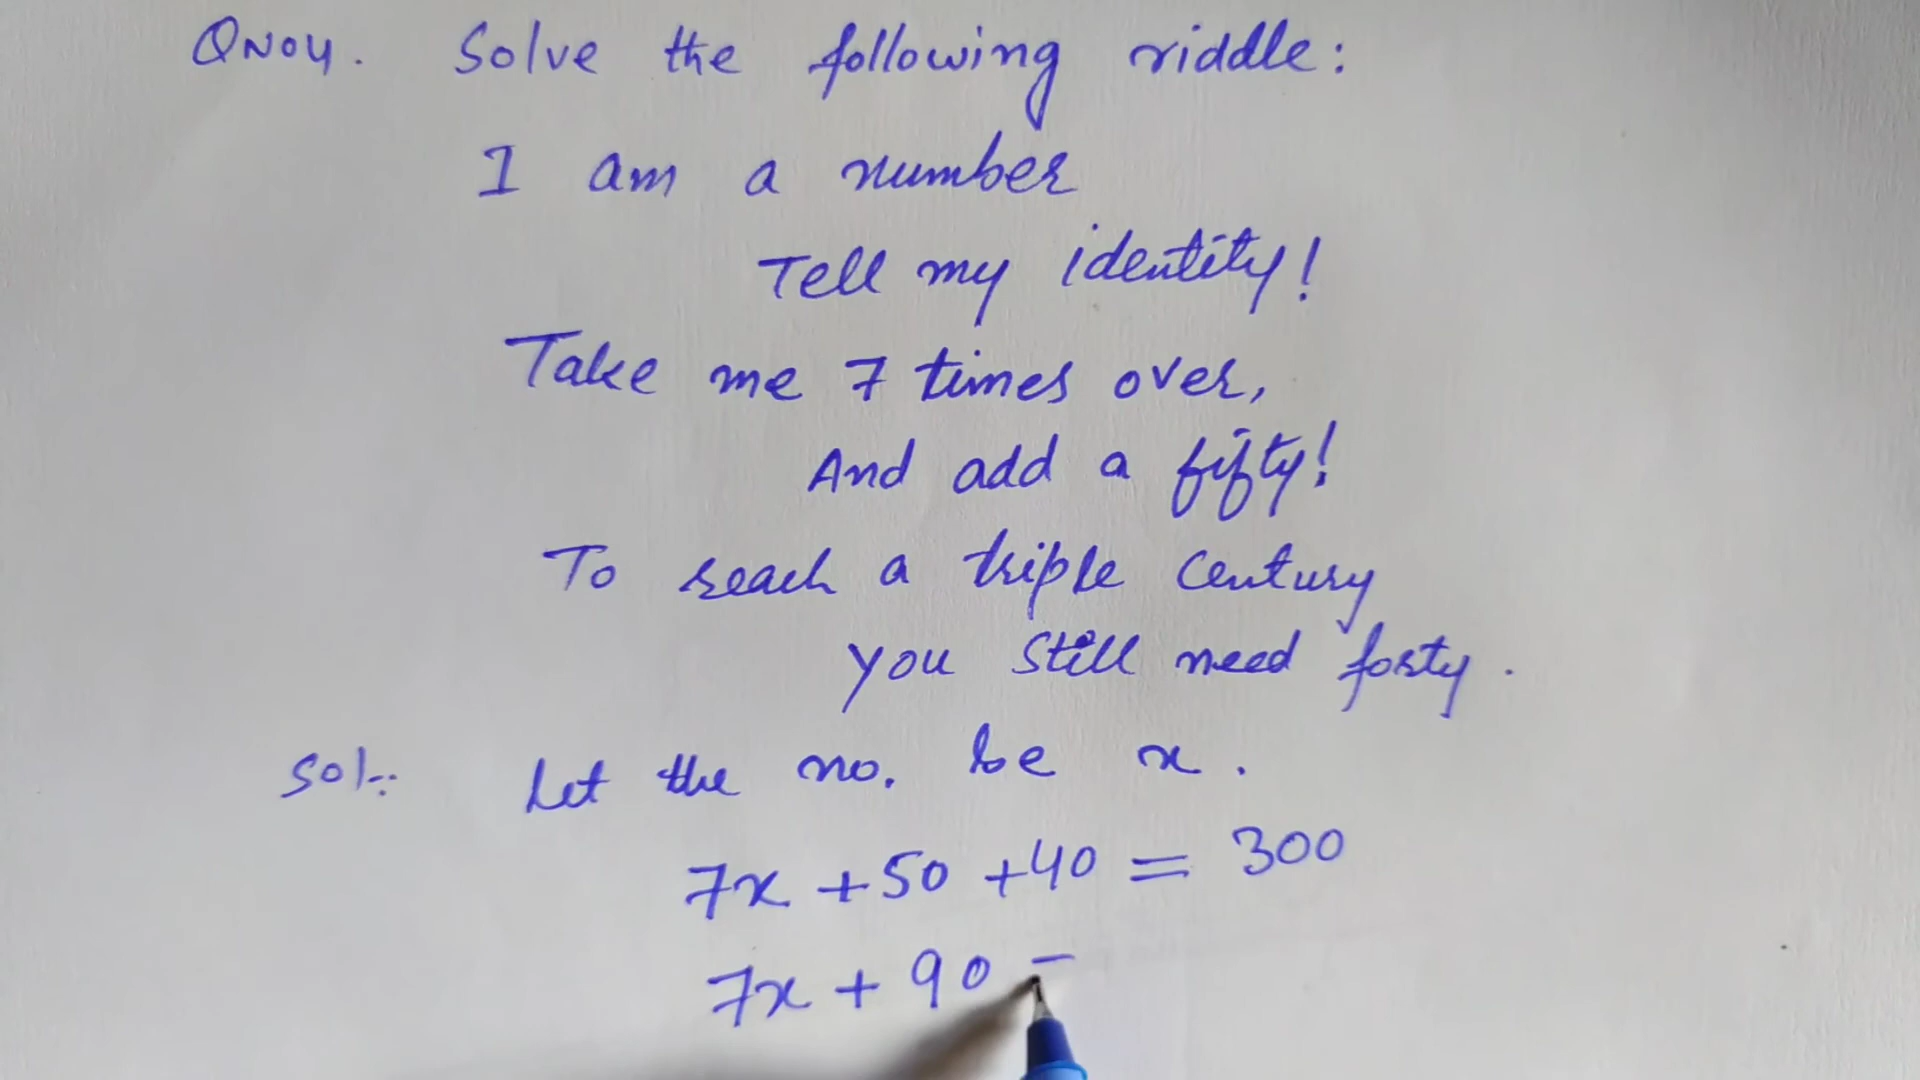 QNO4. Solve the following riddle:
I am a number
Tell my identity!
Take me 7 times over,
And add a fifty!
To reach a triple century
you still need forty.
Sol:- Let the no. be x.
7x + 50 + 40 = 300
7x + 90 -